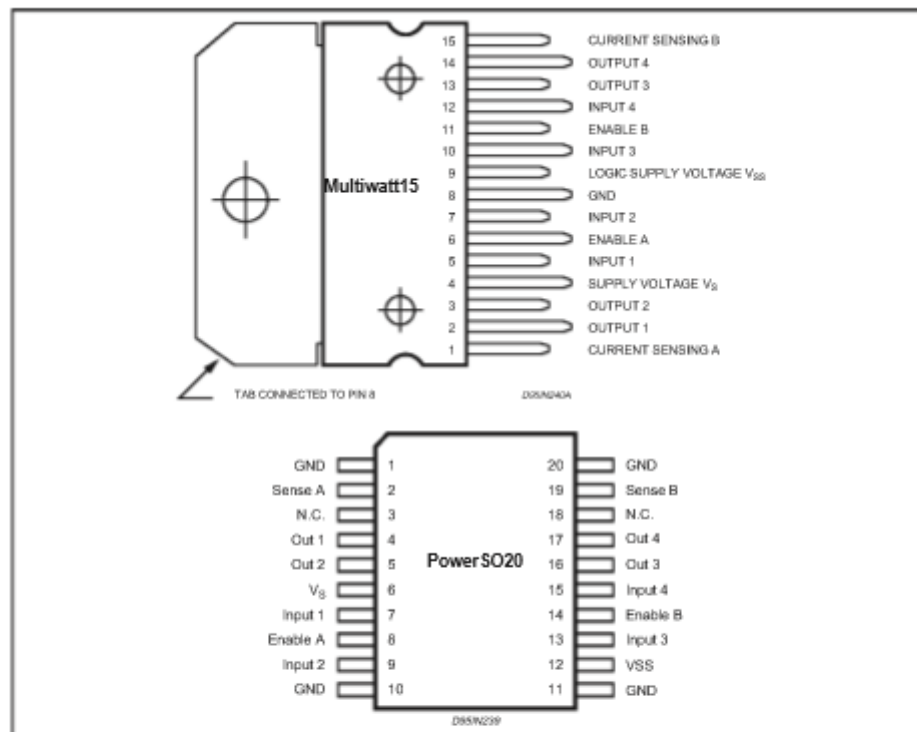 15 CURRENT SENSING B
14 OUTPUT 4
13 OUTPUT 3
12 INPUT 4
11 ENABLE B
10 INPUT 3
Multiwatt15
9 LOGIC SUPPLY VOLTAGE VSS
8 GND
7 INPUT 2
6 ENABLE A
5 INPUT 1
4 SUPPLY VOLTAGE VS
3 OUTPUT 2
2 OUTPUT 1
1 CURRENT SENSING A
TAB CONNECTED TO PIN 8
D95IN240A
GND 1 20 GND
Sense A 2 19 Sense B
N.C. 3 18 N.C.
Out 1 4 17 Out 4
Out 2 5 16 Out 3
PowerSO20
VS 6 15 Input 4
Input 1 7 14 Enable B
Enable A 8 13 Input 3
Input 2 9 12 VSS
GND 10 11 GND
D95IN239